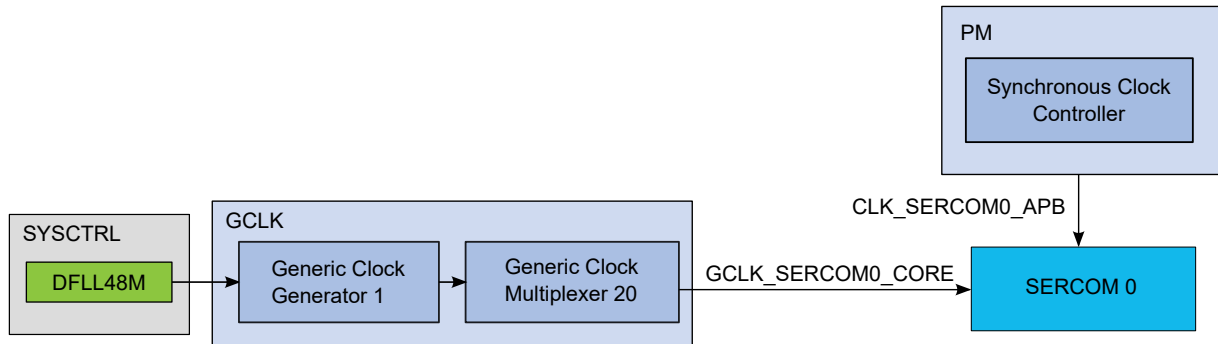 PM
Synchronous Clock
Controller
CLK_SERCOM0_APB
SYSCTRL
DFLL48M
GCLK
Generic Clock
Generator 1
Generic Clock
Multiplexer 20
GCLK_SERCOM0_CORE
SERCOM 0